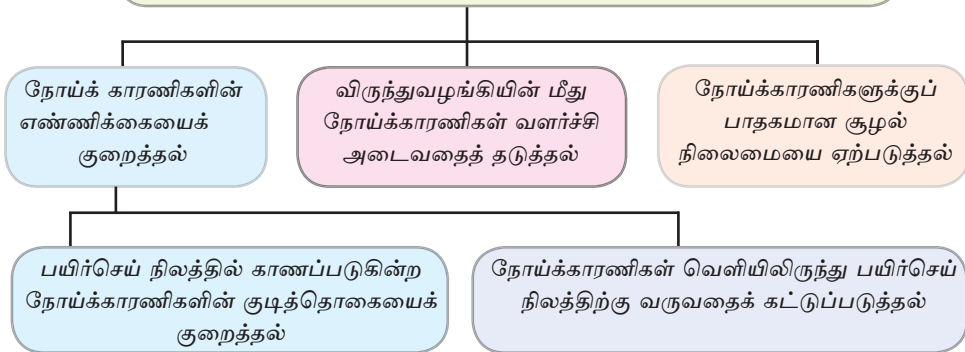 நோய்க் காரணிகளின்
எண்ணிக்கையைக்
குறைத்தல்
விருந்துவழங்கியின் மீது
நோய்க்காரணிகள் வளர்ச்சி
அடைவதைத் தடுத்தல்
நோய்க்காரணிகளுக்குப்
பாதகமான சூழல்
நிலைமையை ஏற்படுத்தல்
பயிர்செய் நிலத்தில் காணப்படுகின்ற
நோய்க்காரணிகளின் குடித்தொகையைக்
குறைத்தல்
நோய்க்காரணிகள் வெளியிலிருந்து பயிர்செய்
நிலத்திற்கு வருவதைக் கட்டுப்படுத்தல்